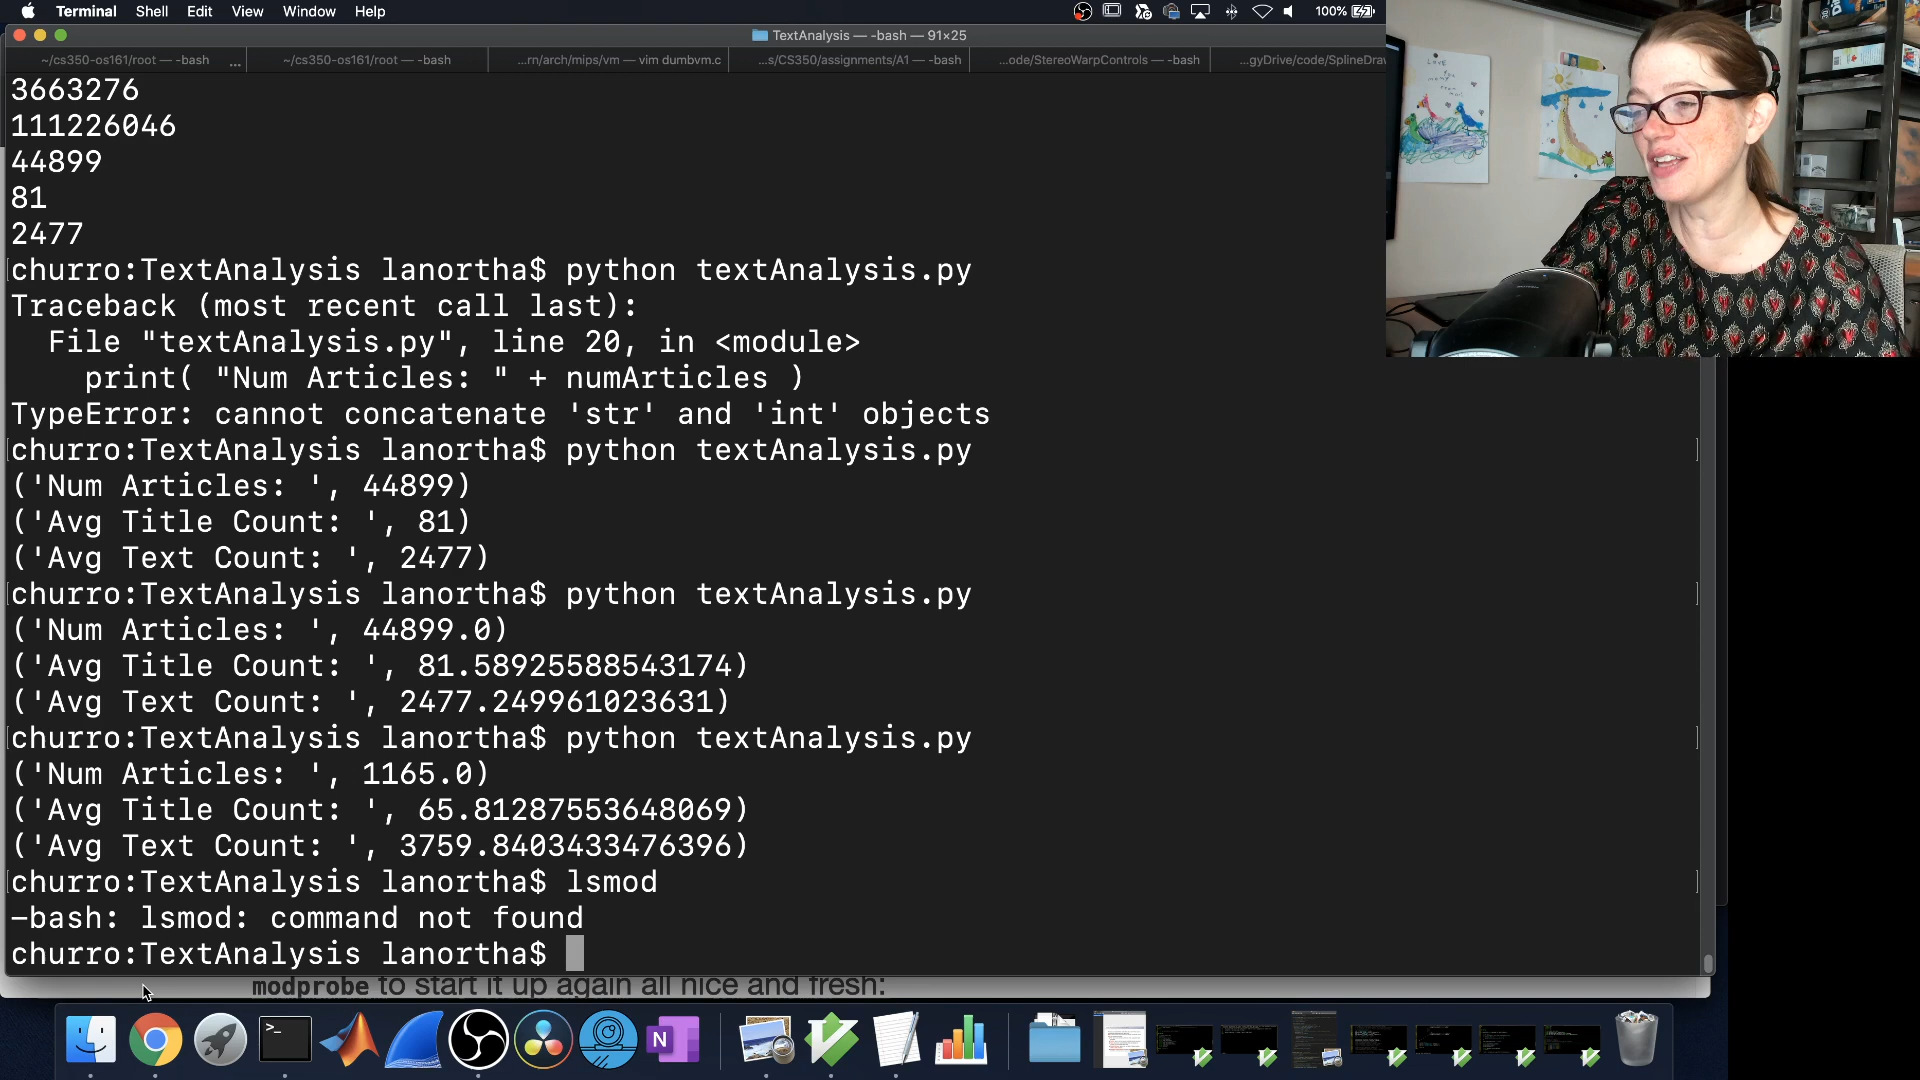 Terminal Shell Edit View Window Help 100%
TextAnalysis — -bash — 91×25
~/cs350-os161/root — -bash ... ~/cs350-os161/root — -bash ...rn/arch/mips/vm — vim dumbvm.c ...s/CS350/assignments/A1 — -bash ...ode/StereoWarpControls — -bash ...gyDrive/code/SplineDraw
3663276
111226046
44899
81
2477
[churro:TextAnalysis lanortha$ python textAnalysis.py
Traceback (most recent call last):
File "textAnalysis.py", line 20, in <module>
print( "Num Articles: " + numArticles )
TypeError: cannot concatenate 'str' and 'int' objects
[churro:TextAnalysis lanortha$ python textAnalysis.py ]
('Num Articles: ', 44899)
('Avg Title Count: ', 81)
('Avg Text Count: ', 2477)
[churro:TextAnalysis lanortha$ python textAnalysis.py ]
('Num Articles: ', 44899.0)
('Avg Title Count: ', 81.58925588543174)
('Avg Text Count: ', 2477.249961023631)
[churro:TextAnalysis lanortha$ python textAnalysis.py ]
('Num Articles: ', 1165.0)
('Avg Title Count: ', 65.81287553648069)
('Avg Text Count: ', 3759.8403433476396)
[churro:TextAnalysis lanortha$ lsmod ]
-bash: lsmod: command not found
churro:TextAnalysis lanortha$
modprobe to start it up again all nice and fresh:
>_
N